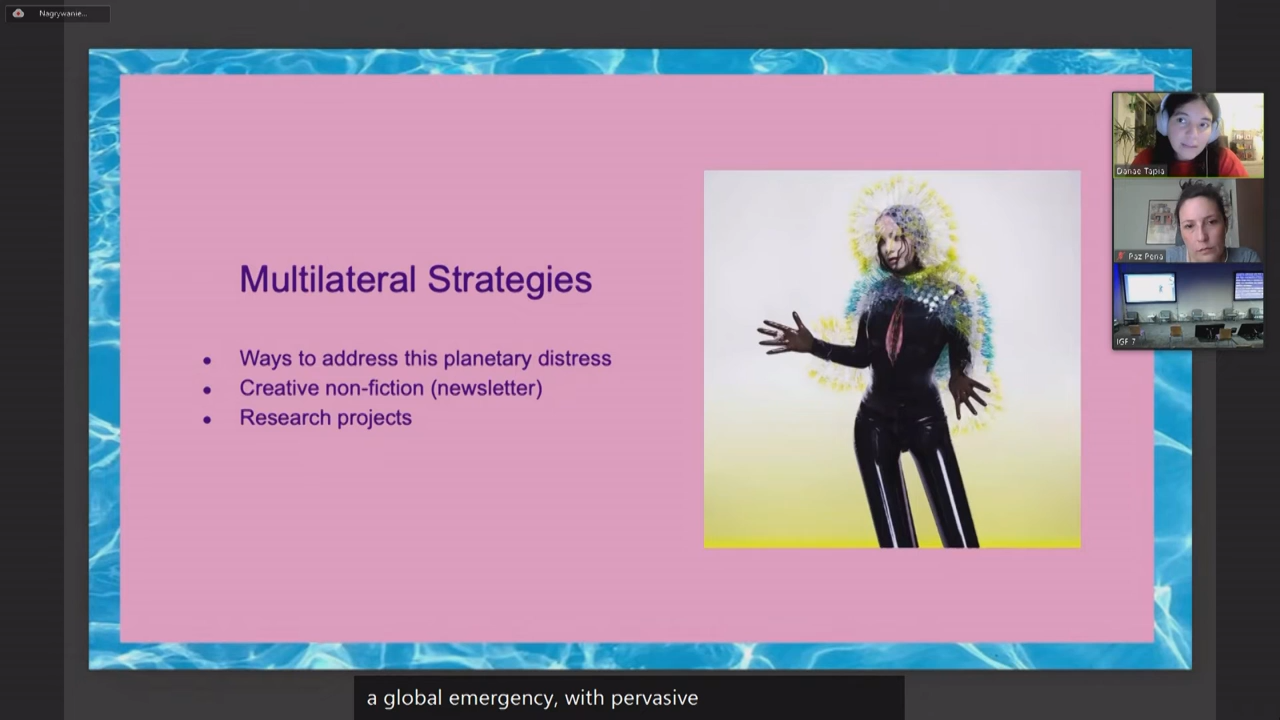 Nagrywanie...
Multilateral Strategies
Ways to address this planetary distress
Creative non-fiction (newsletter)
Research projects
Danae Tapia
Paz Pena
IGF 7
a global emergency, with pervasive